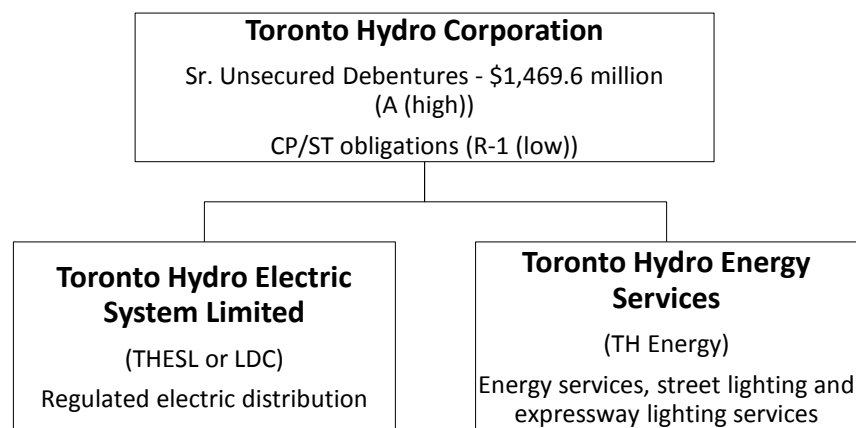 Toronto Hydro Corporation
Sr. Unsecured Debentures - $1,469.6 million
(A (high))
CP/ST obligations (R-1 (low))
Toronto Hydro Electric
System Limited
(THESL or LDC)
Regulated electric distribution
Toronto Hydro Energy
Services
(TH Energy)
Energy services, street lighting and
expressway lighting services